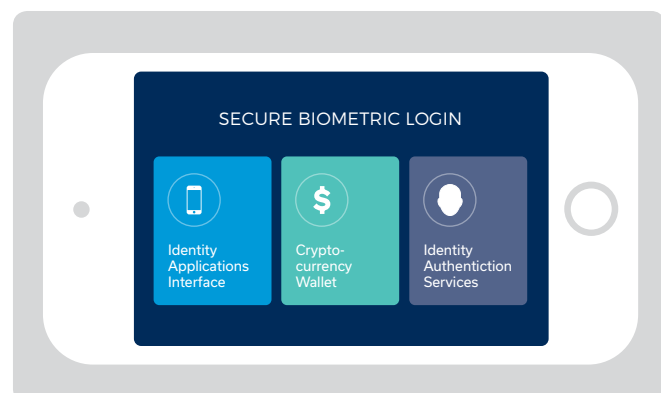 SECURE BIOMETRIC LOGIN
Identity
Applications
Interface
$
Crypto-
currency
Wallet
Identity
Authentiction
Services